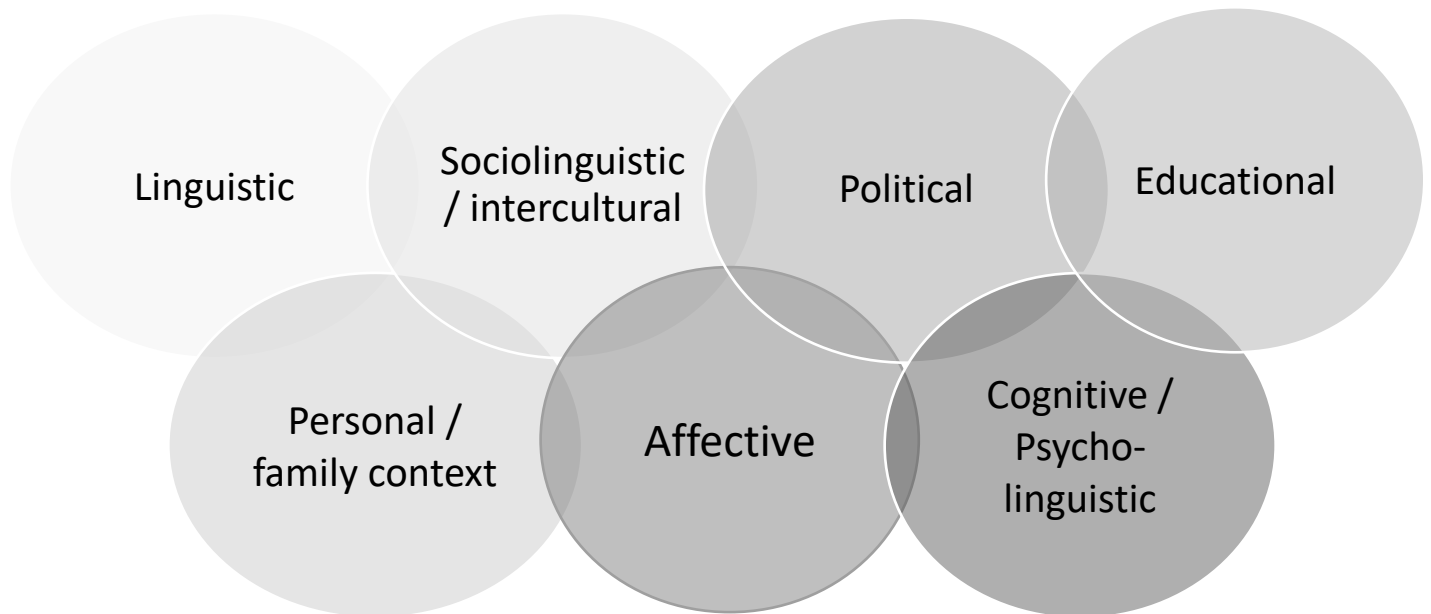 Linguistic
Sociolinguistic
/ intercultural
Political
Educational
Personal /
family context
Affective
Cognitive /
Psycho-
linguistic